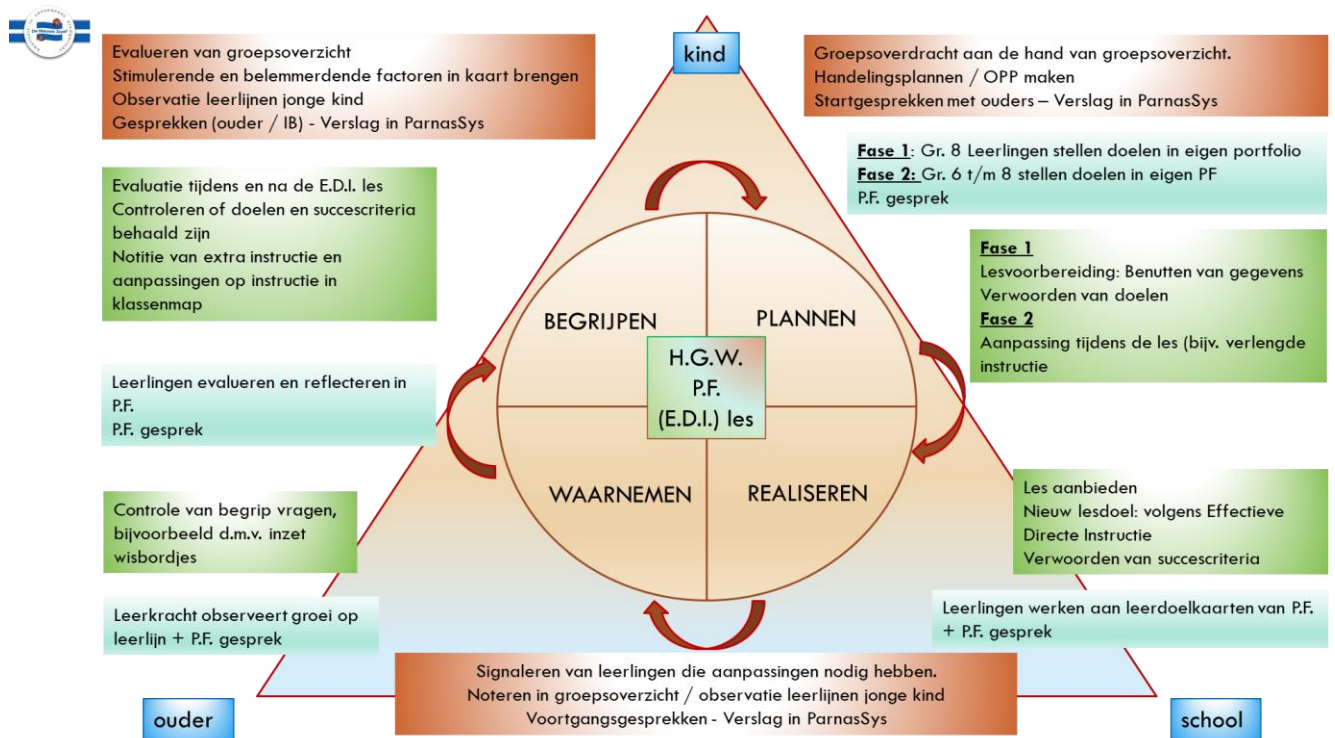 De Nieuwe Zwef
kind
Evalueren van groepsoverzicht
Stimulerende en belemmerdende factoren in kaart brengen
Observatie leerlijnen jonge kind
Gesprekken (ouder / IB) - Verslag in ParnasSys
Groepsoverdracht aan de hand van groepsoverzicht.
Handelingsplannen / OPP maken
Startgesprekken met ouders – Verslag in ParnasSys
Fase 1: Gr. 8 Leerlingen stellen doelen in eigen portfolio
Fase 2: Gr. 6 t/m 8 stellen doelen in eigen PF
P.F. gesprek
Evaluatie tijdens en na de E.D.I. les
Controleren of doelen en succescriteria
behaald zijn
Notitie van extra instructie en
aanpassingen op instructie in
klassenmap
Fase 1
Lesvoorbereiding: Benutten van gegevens
Verwoorden van doelen
Fase 2
Aanpassing tijdens de les (bijv. verlengde
instructie
BEGRIJPEN
PLANNEN
H.G.W.
P.F.
(E.D.I.) les
Leerlingen evalueren en reflecteren in
P.F.
P.F. gesprek
WAARNEMEN
REALISEREN
Controle van begrip vragen,
bijvoorbeeld d.m.v. inzet
wisbordjes
Les aanbieden
Nieuw lesdoel: volgens Effectieve
Directe Instructie
Verwoorden van succescriteria
Leerkracht observeert groei op
leerlijn + P.F. gesprek
Leerlingen werken aan leerdoelkaarten van P.F.
+ P.F. gesprek
Signaleren van leerlingen die aanpassingen nodig hebben.
Noteren in groepsoverzicht / observatie leerlijnen jonge kind
Voortgangsgesprekken - Verslag in ParnasSys
ouder
school